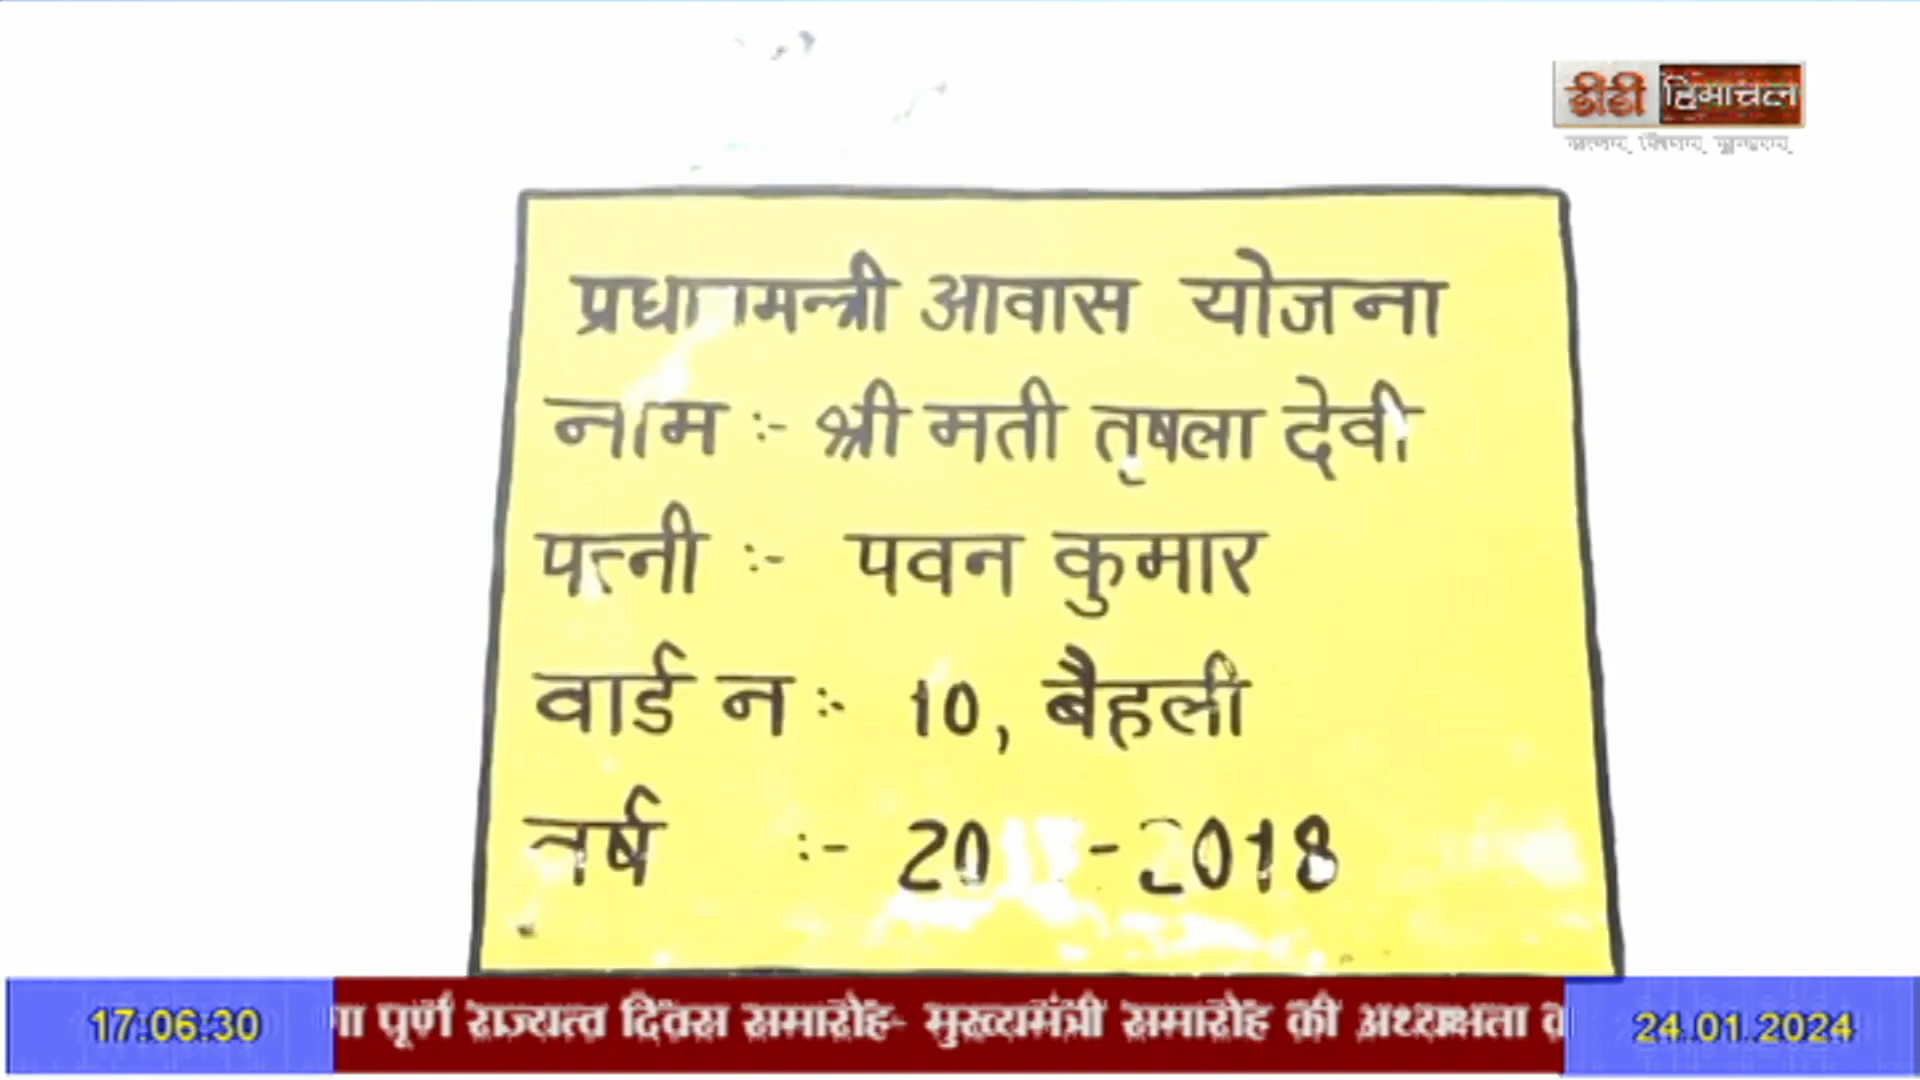 डीडी हिमाचल
प्रधानमन्त्री आवास योजना
नाम :- श्री मती तृषला देवी
पत्नी :- पवन कुमार
वार्ड न :- 10, बैहली
वर्ष :- 20 - 2018
17:06:30
पूर्ण राज्यत्व दिवस समारोह- मुख्यमंत्री समारोह की अध्यक्षता
24.01.2024